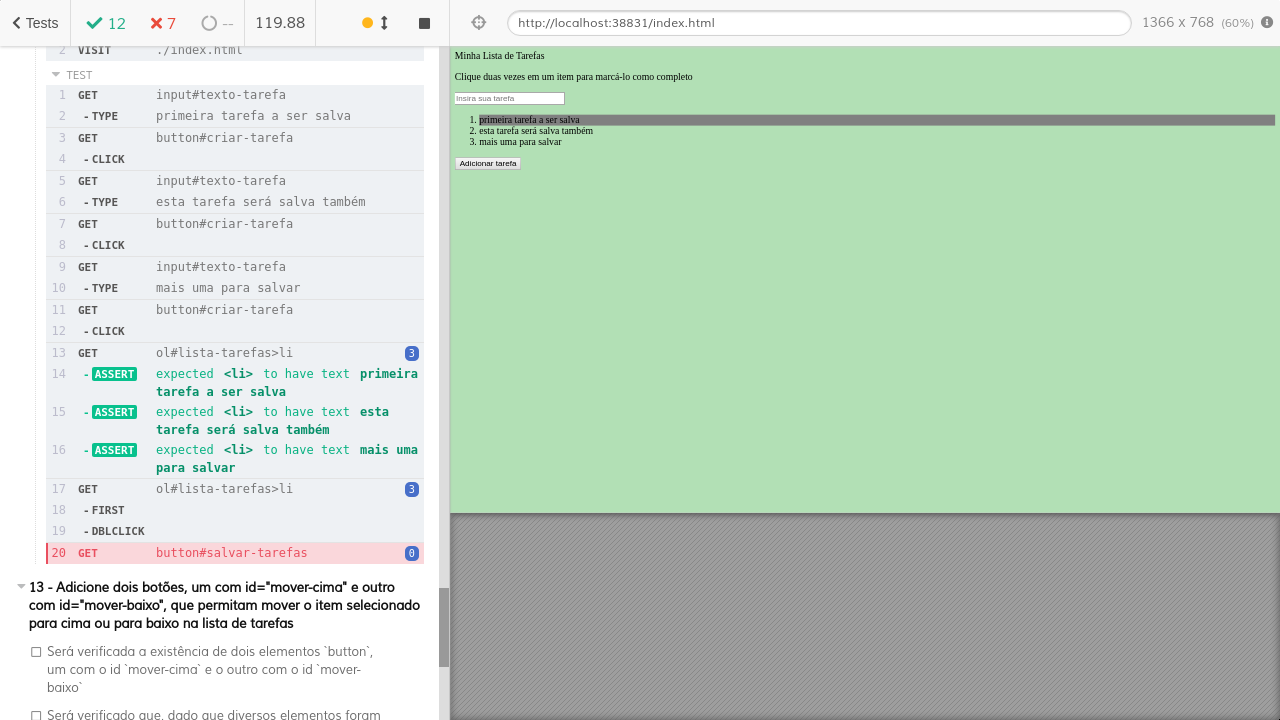 Tests
12
7
--
119.88
http://localhost:38831/index.html
1366 x 768 (60%)
2 VISIT ./index.html
TEST
1 GET input#texto-tarefa
2 - TYPE primeira tarefa a ser salva
3 GET button#criar-tarefa
4 - CLICK
5 GET input#texto-tarefa
6 - TYPE esta tarefa será salva também
7 GET button#criar-tarefa
8 - CLICK
9 GET input#texto-tarefa
10 - TYPE mais uma para salvar
11 GET button#criar-tarefa
12 - CLICK
13 GET ol#lista-tarefas>li 3
14 - ASSERT expected <li> to have text primeira
tarefa a ser salva
15 - ASSERT expected <li> to have text esta
tarefa será salva também
16 - ASSERT expected <li> to have text mais uma
para salvar
17 GET ol#lista-tarefas>li 3
18 - FIRST
19 - DBLCLICK
20 GET button#salvar-tarefas 0
13 - Adicione dois botões, um com id="mover-cima" e outro
com id="mover-baixo", que permitam mover o item selecionado
para cima ou para baixo na lista de tarefas
Será verificada a existência de dois elementos `button`,
um com o id `mover-cima` e o outro com o id `mover-
baixo`
Será verificado que, dado que diversos elementos foram
Minha Lista de Tarefas
Clique duas vezes em um item para marcá-lo como completo
Insira sua tarefa
1. primeira tarefa a ser salva
2. esta tarefa será salva também
3. mais uma para salvar
Adicionar tarefa